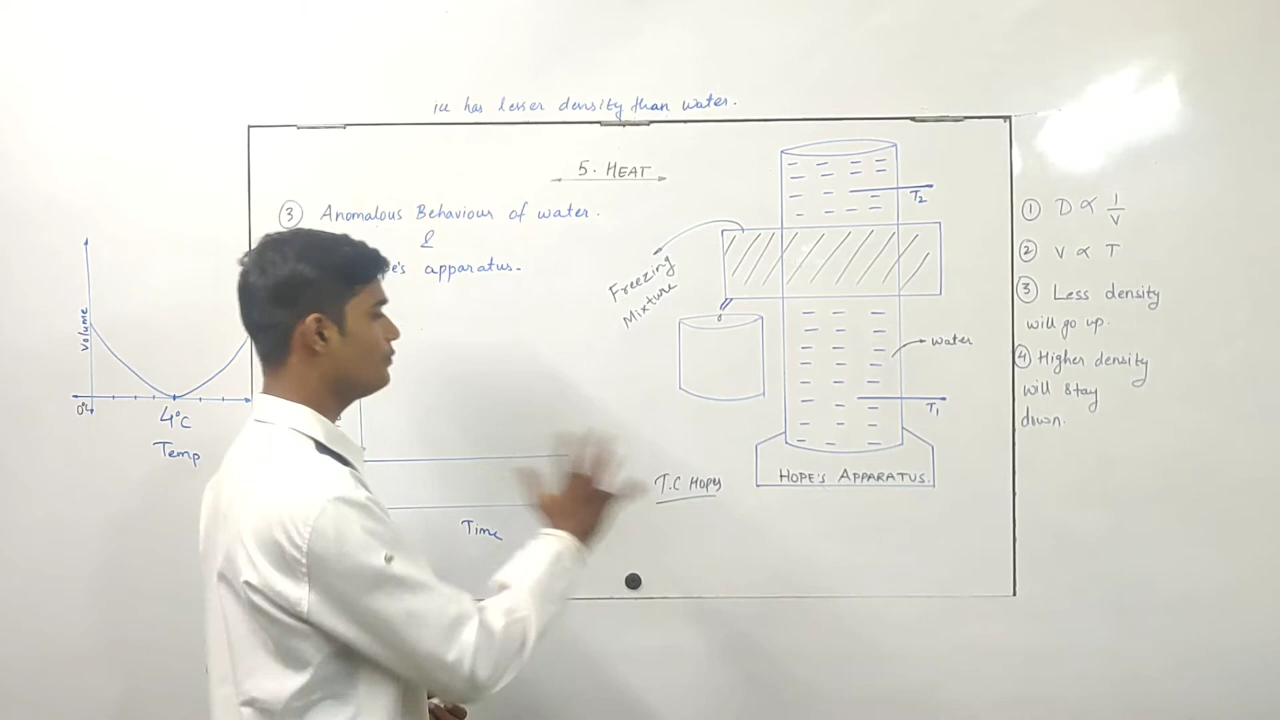 ice has lesser density than water.
5. HEAT
③ Anomalous Behaviour of water.
&
apparatus.
Volume
0°C
4°C
Temp
Time
T.C Hopes
Freezing
Mixture
T₂
water
T₁
HOPE'S APPARATUS.
① D ∝ 1/V
② V ∝ T
③ Less density
will go up.
④ Higher density
will stay
down.